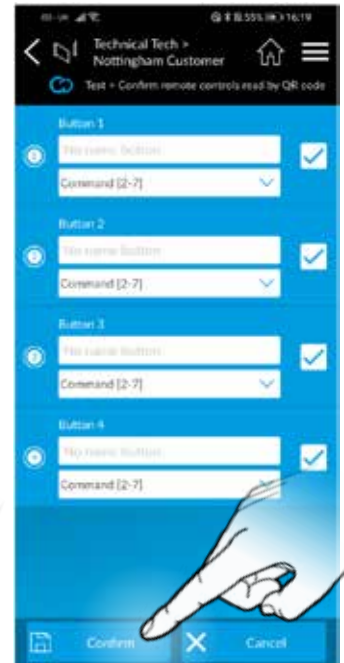 55% 16:19
Technical Tech >
Nottingham Customer
Test > Confirm remote controls read by QR code
Button 1
No name button
Command [2-7]
Button 2
No name button
Command [2-7]
Button 3
No name button
Command [2-7]
Button 4
No name button
Command [2-7]
Confirm
Cancel